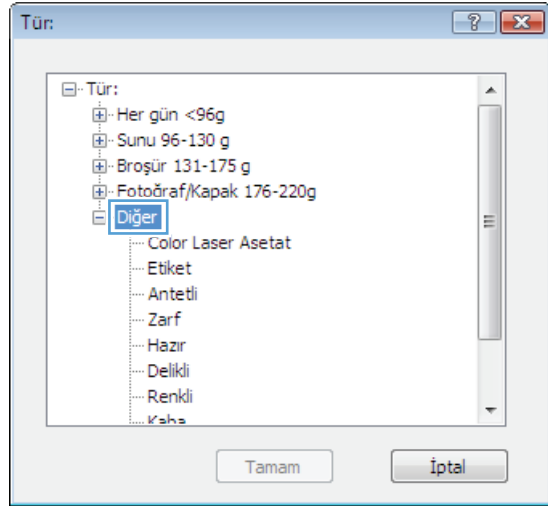 Tür:
Tür:
Her gün <96g
Sunu 96-130 g
Broşür 131-175 g
Fotoğraf/Kapak 176-220g
Diğer
Color Laser Asetat
Etiket
Antetli
Zarf
Hazır
Delikli
Renkli
Kaba
Tamam
İptal